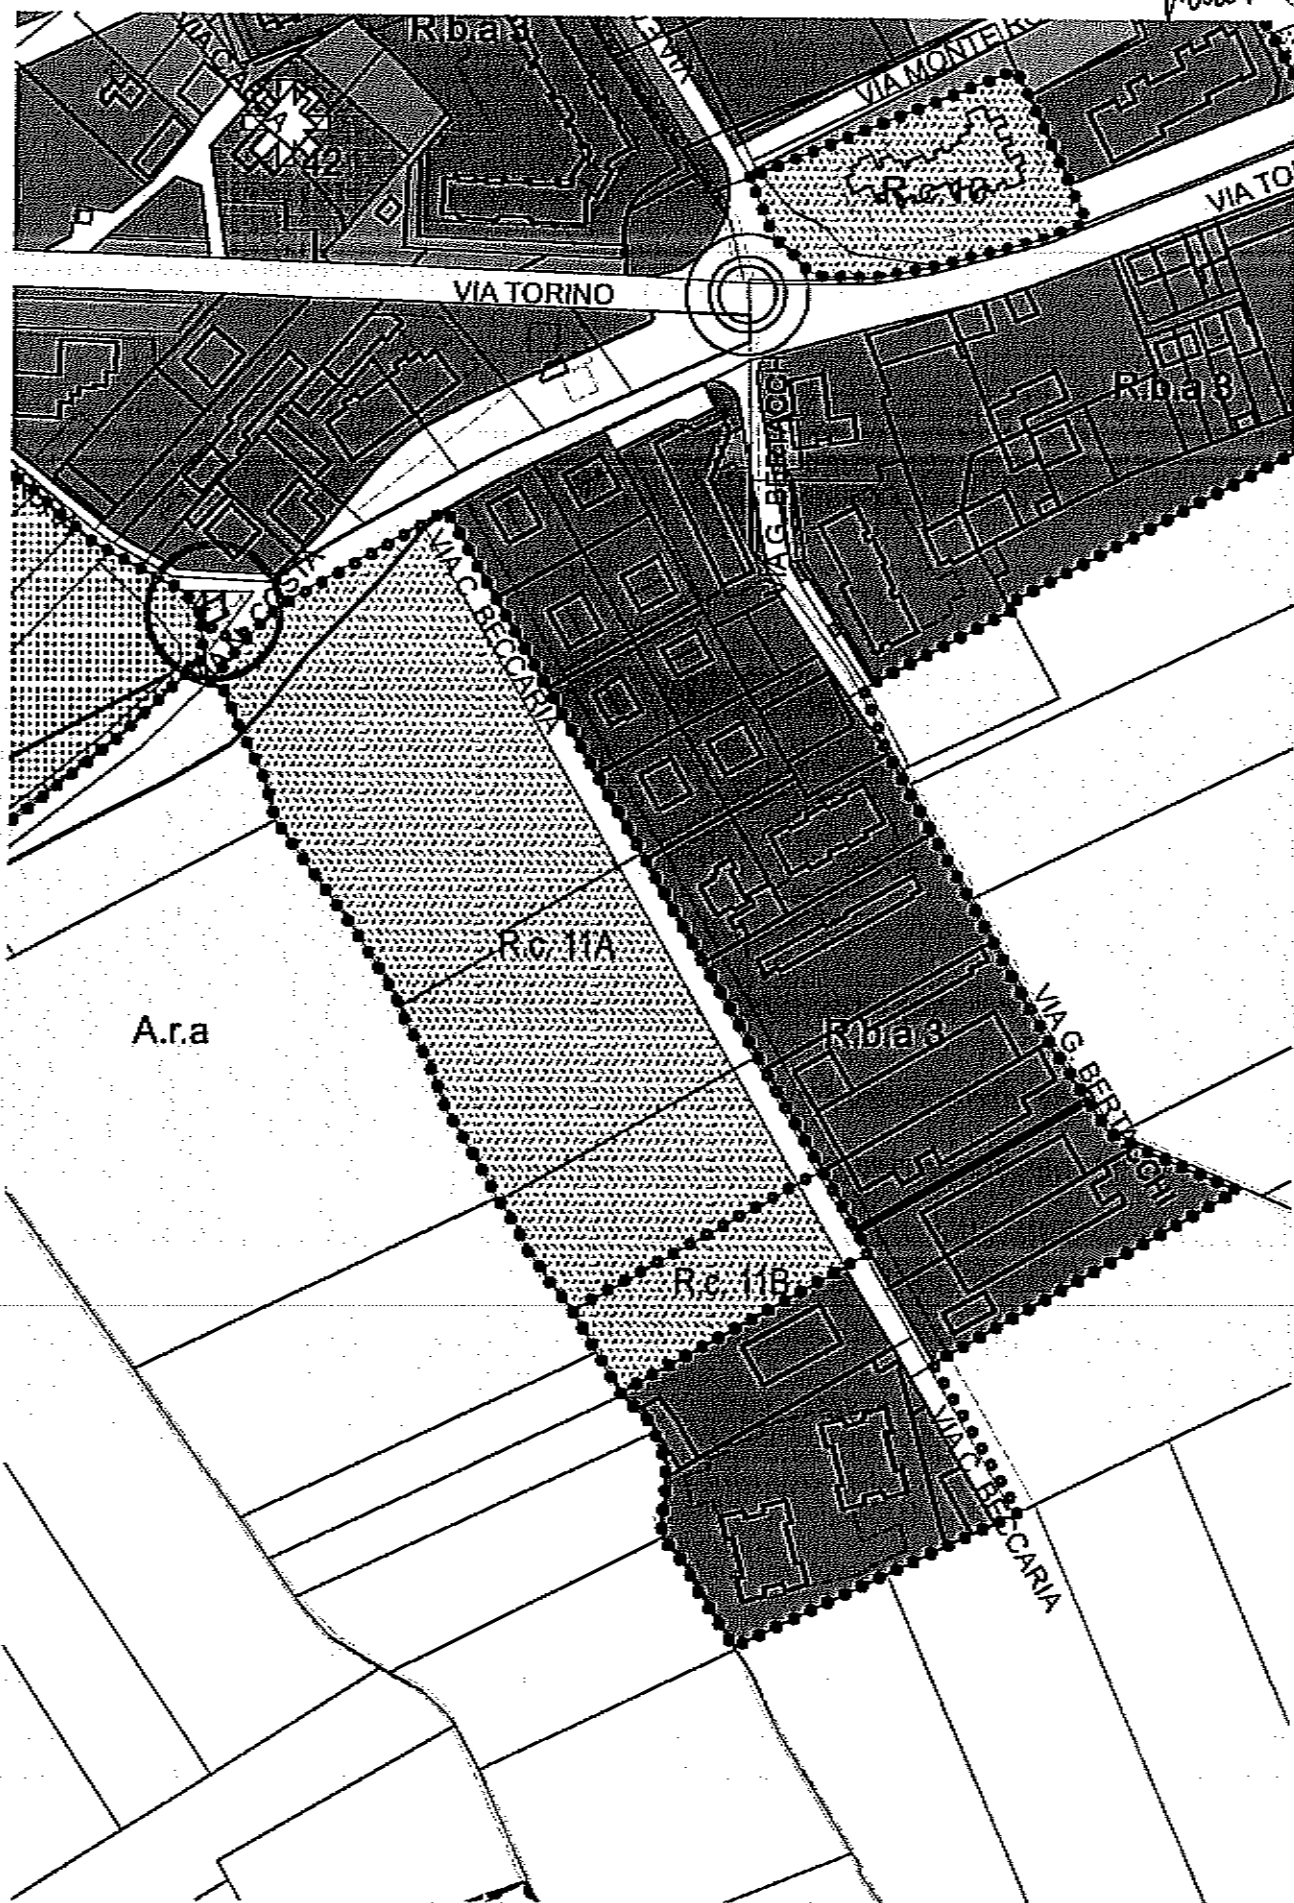 R.b.a 3
VIA MONTE
R.c 10
VIA TO
VIA TORINO
R.b.a 3
VIA G. BERTACCHI
VIA C. BECCARIA
R.c 11A
A.r.a
R.b.a 3
VIA G. BERTACCHI
R.c 11B
VIA C. BECCARIA